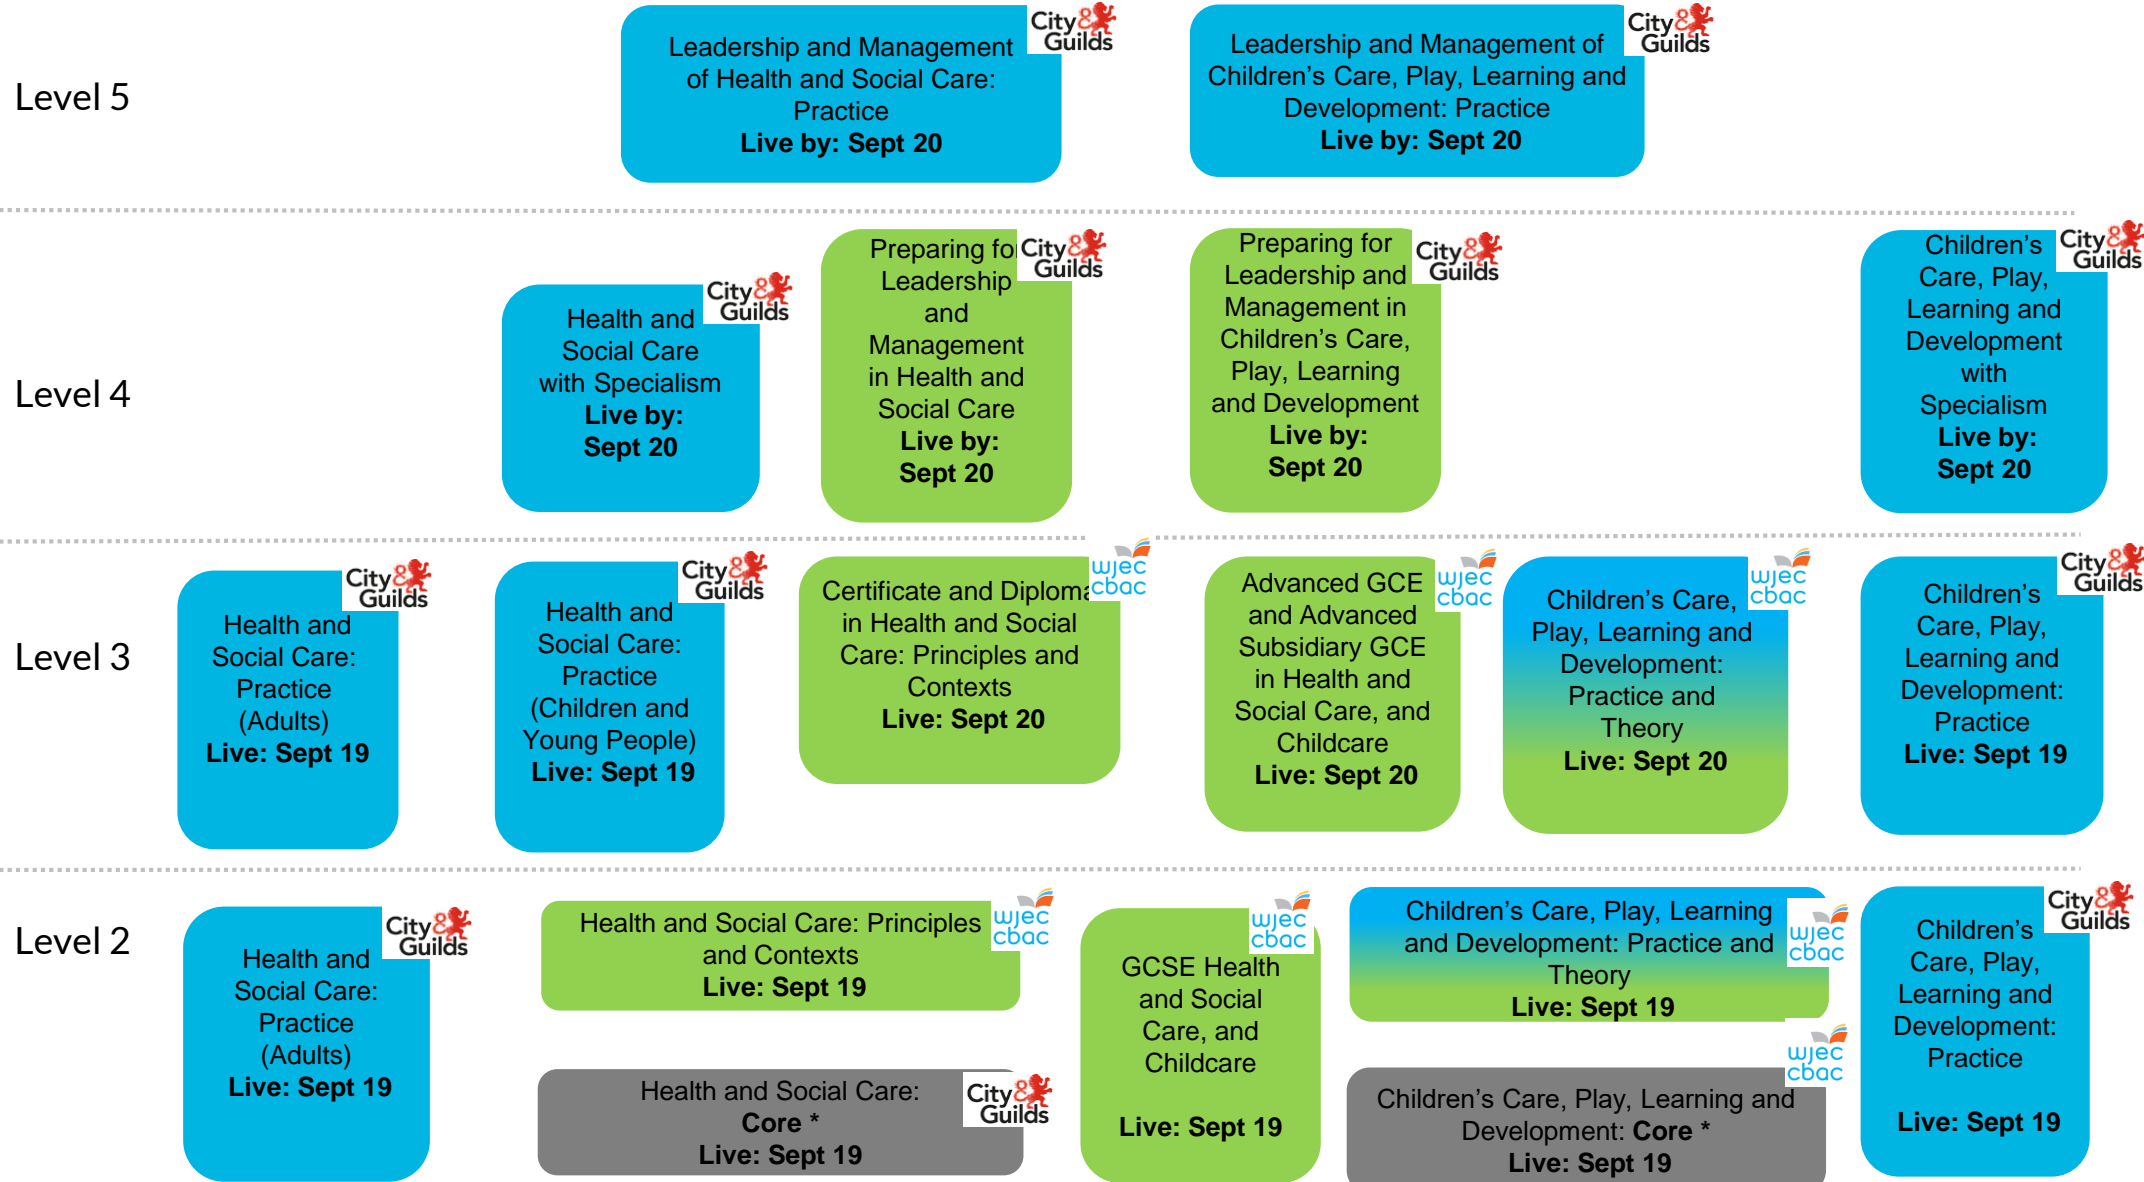 Level 5
Leadership and Management
of Health and Social Care:
Practice
Live by: Sept 20
City &
Guilds
Leadership and Management of
Children's Care, Play, Learning and
Development: Practice
Live by: Sept 20
City &
Guilds
Level 4
Health and
Social Care
with Specialism
Live by:
Sept 20
City &
Guilds
Preparing for
Leadership
and
Management
in Health and
Social Care
Live by:
Sept 20
City &
Guilds
Preparing for
Leadership and
Management in
Children's Care,
Play, Learning
and Development
Live by:
Sept 20
City &
Guilds
Children's
Care, Play,
Learning and
Development
with
Specialism
Live by:
Sept 20
City &
Guilds
Level 3
Health and
Social Care:
Practice
(Adults)
Live: Sept 19
City &
Guilds
Health and
Social Care:
Practice
(Children and
Young People)
Live: Sept 19
City &
Guilds
Certificate and Diploma
in Health and Social
Care: Principles and
Contexts
Live: Sept 20
wjec
cbac
Advanced GCE
and Advanced
Subsidiary GCE
in Health and
Social Care, and
Childcare
Live: Sept 20
wjec
cbac
Children's Care,
Play, Learning and
Development:
Practice and
Theory
Live: Sept 20
wjec
cbac
Children's
Care, Play,
Learning and
Development:
Practice
Live: Sept 19
City &
Guilds
Level 2
Health and
Social Care:
Practice
(Adults)
Live: Sept 19
City &
Guilds
Health and Social Care: Principles
and Contexts
Live: Sept 19
wjec
cbac
Health and Social Care:
Core *
Live: Sept 19
City &
Guilds
GCSE Health
and Social
Care, and
Childcare
Live: Sept 19
wjec
cbac
Children's Care, Play, Learning
and Development: Practice and
Theory
Live: Sept 19
wjec
cbac
Children's Care, Play, Learning and
Development: Core *
Live: Sept 19
wjec
cbac
Children's
Care, Play,
Learning and
Development:
Practice
Live: Sept 19
City &
Guilds